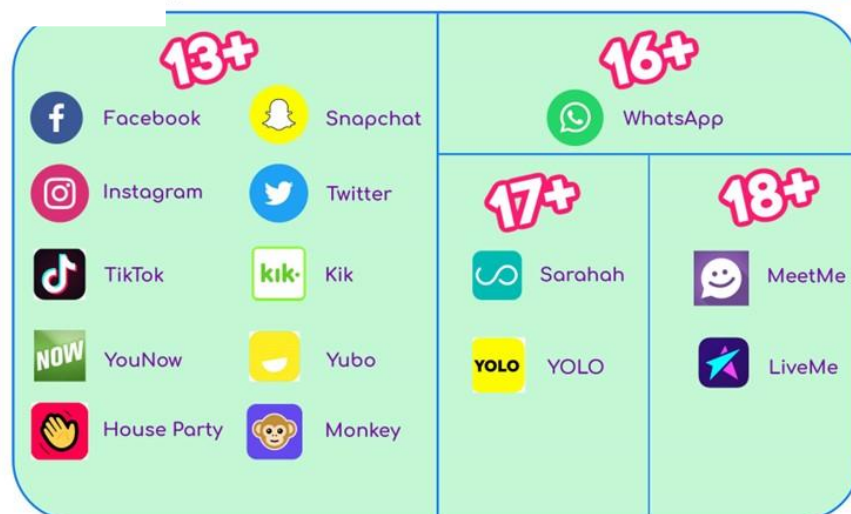 13+
Facebook
Snapchat
Instagram
Twitter
TikTok
kik.
Kik
NOW
YouNow
Yubo
House Party
Monkey
16+
WhatsApp
17+
Sarahah
YOLO
YOLO
18+
MeetMe
LiveMe